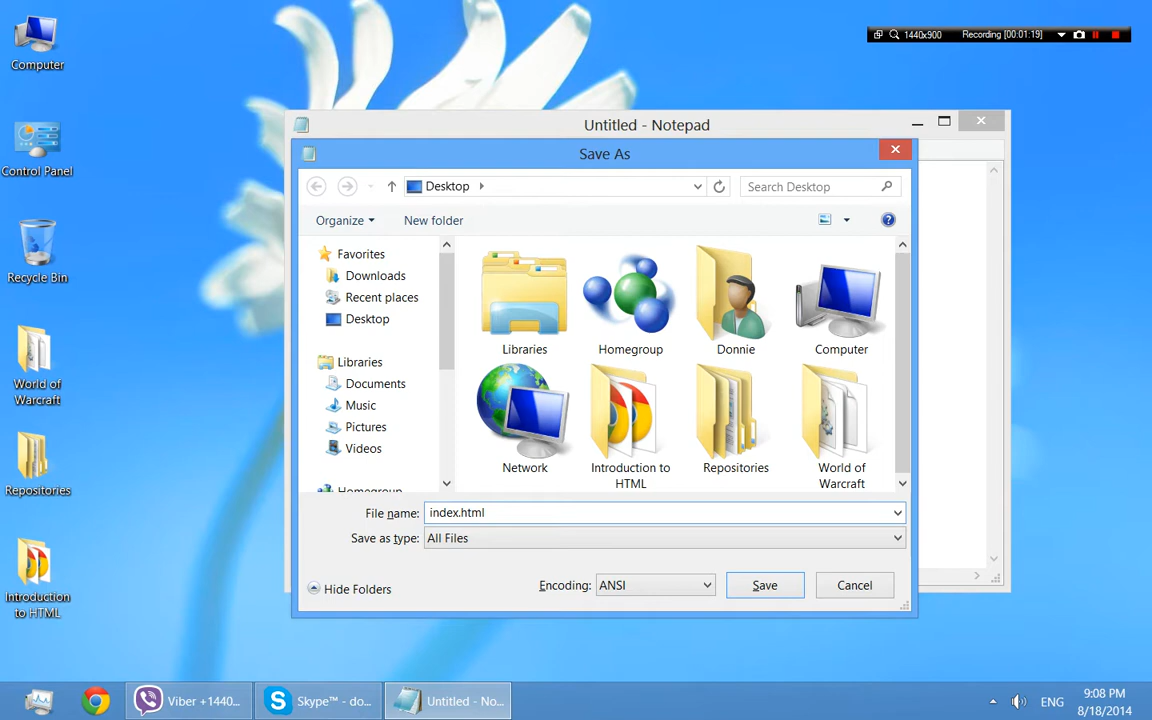 Computer
Control Panel
Recycle Bin
World of
Warcraft
Repositories
Introduction
to HTML
1440x900
Recording [00:01:19]
Untitled - Notepad
Save As
Desktop
Search Desktop
Organize
New folder
Favorites
Downloads
Recent places
Desktop
Libraries
Documents
Music
Pictures
Videos
Homegroup
Libraries
Homegroup
Donnie
Computer
Network
Introduction to
HTML
Repositories
World of
Warcraft
File name:
index.html
Save as type:
All Files
Hide Folders
Encoding:
ANSI
Save
Cancel
Viber +1440...
Skype™ - do...
Untitled - No...
ENG
9:08 PM
8/18/2014